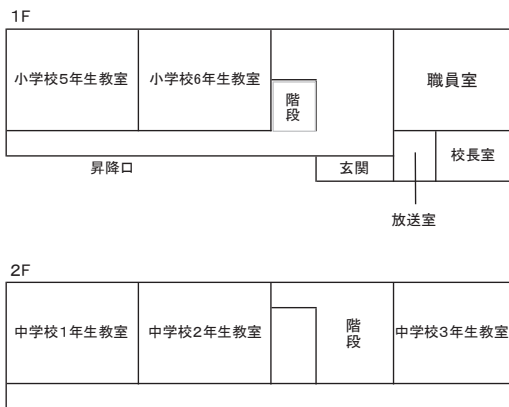 1F
小学校5年生教室
小学校6年生教室
階段
職員室
校長室
昇降口
玄関
放送室
2F
中学校1年生教室
中学校2年生教室
階段
中学校3年生教室